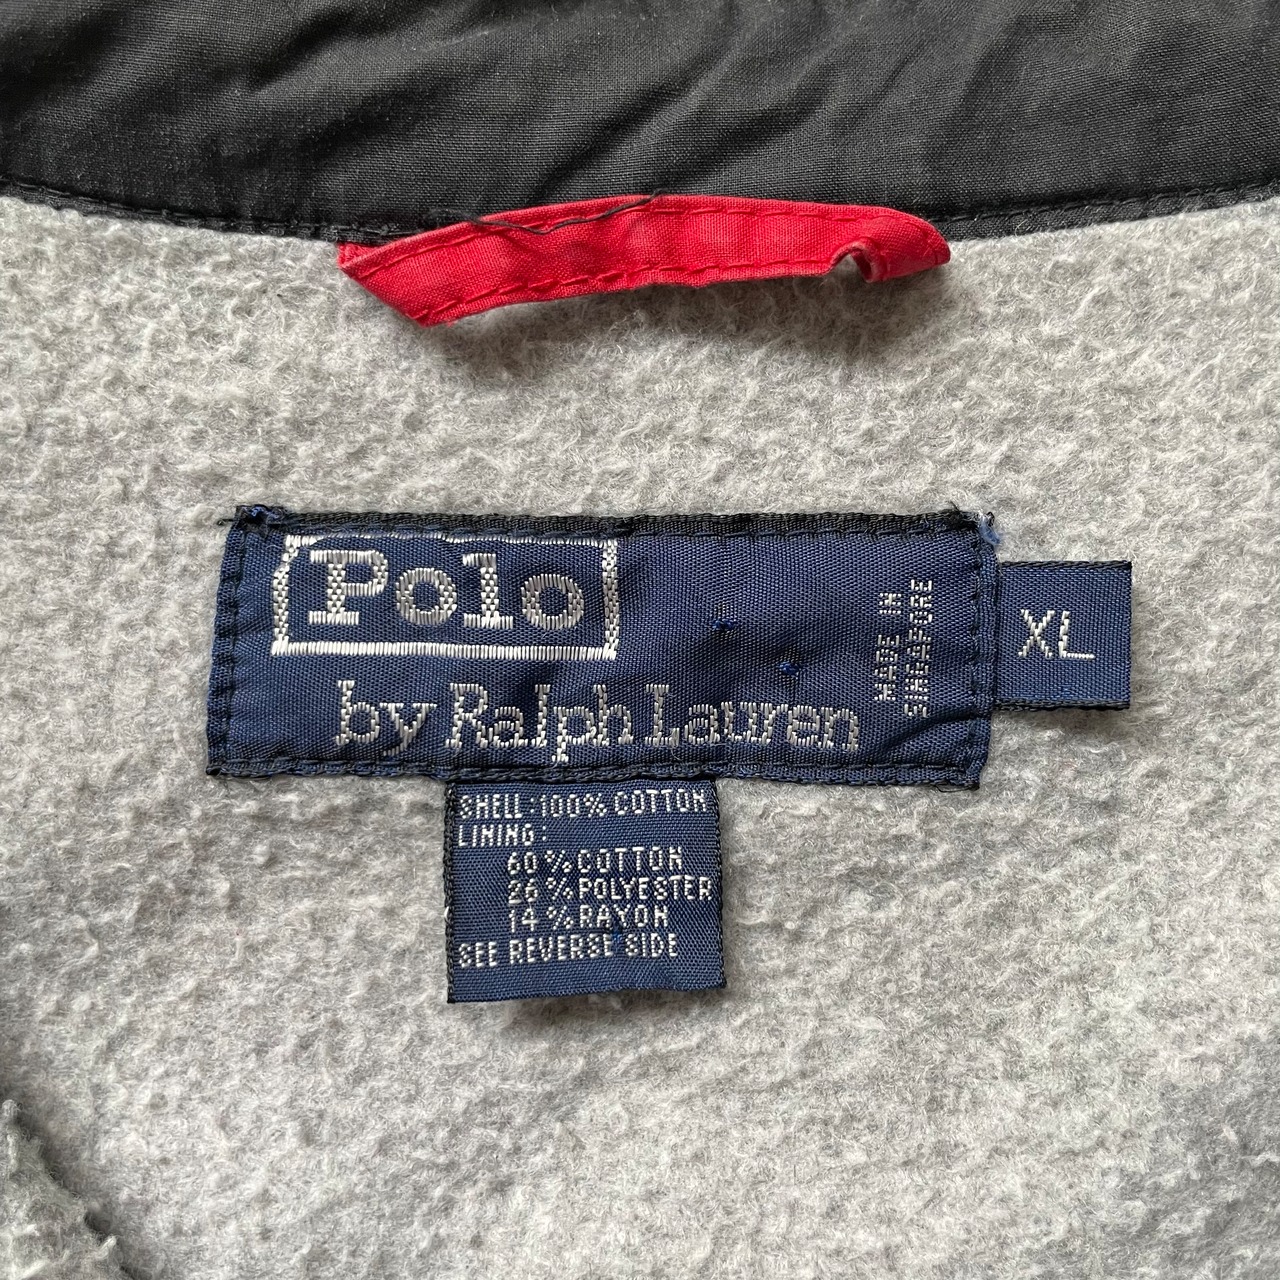 Polo
by Ralph Lauren
MADE IN
SINGAPORE
XL
SHELL:100% COTTON
LINING:
60%COTTON
26%POLYESTER
14%RAYON
SEE REVERSE SIDE